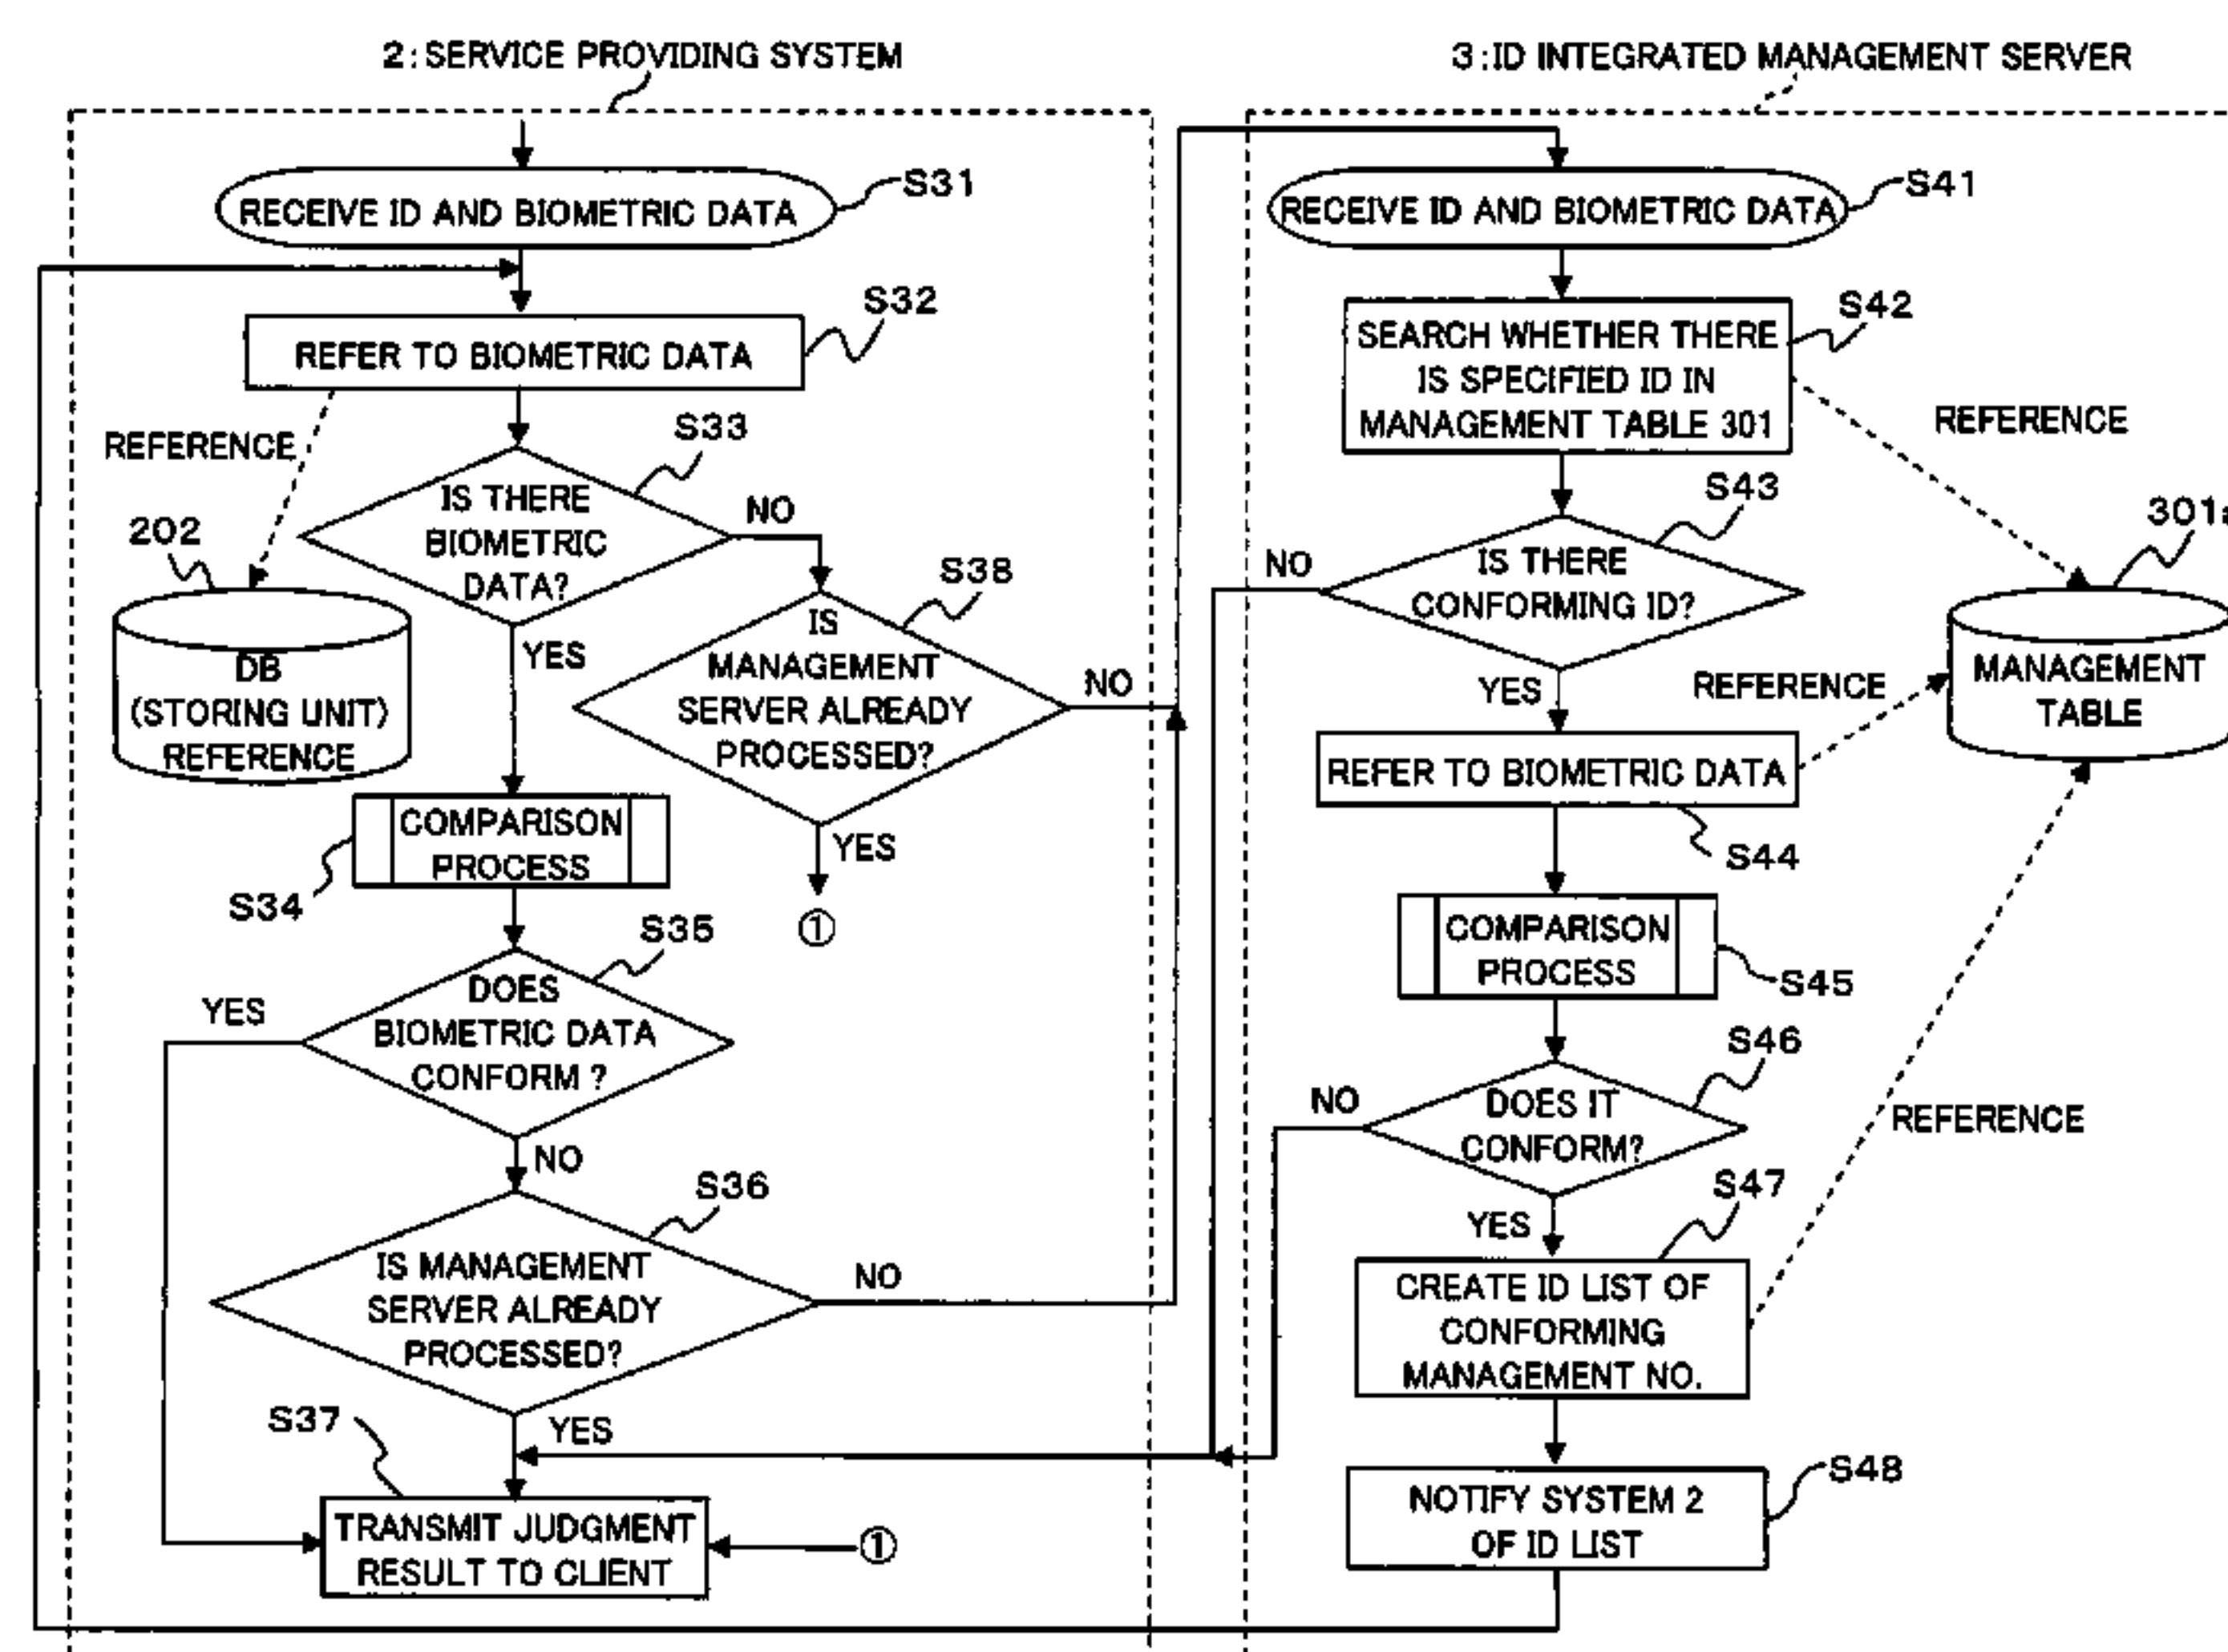 2:SERVICE PROVIDING SYSTEM
RECEIVE ID AND BIOMETRIC DATA
S31
S32
REFER TO BIOMETRIC DATA
REFERENCE
S33
IS THERE
BIOMETRIC
DATA?
NO
YES
202
DB
(STORING UNIT)
REFERENCE
S38
IS
MANAGEMENT
SERVER ALREADY
PROCESSED?
NO
YES
①
COMPARISON
PROCESS
S34
S35
DOES
BIOMETRIC DATA
CONFORM ?
YES
NO
S36
IS MANAGEMENT
SERVER ALREADY
PROCESSED?
NO
YES
S37
TRANSMIT JUDGMENT
RESULT TO CLIENT
①
3:ID INTEGRATED MANAGEMENT SERVER
RECEIVE ID AND BIOMETRIC DATA
S41
S42
SEARCH WHETHER THERE
IS SPECIFIED ID IN
MANAGEMENT TABLE 301
REFERENCE
S43
IS THERE
CONFORMING ID?
NO
YES
301a
MANAGEMENT
TABLE
REFERENCE
REFER TO BIOMETRIC DATA
S44
COMPARISON
PROCESS
S45
S46
DOES IT
CONFORM?
NO
YES
REFERENCE
S47
CREATE ID LIST OF
CONFORMING
MANAGEMENT NO.
S48
NOTIFY SYSTEM 2
OF ID LIST